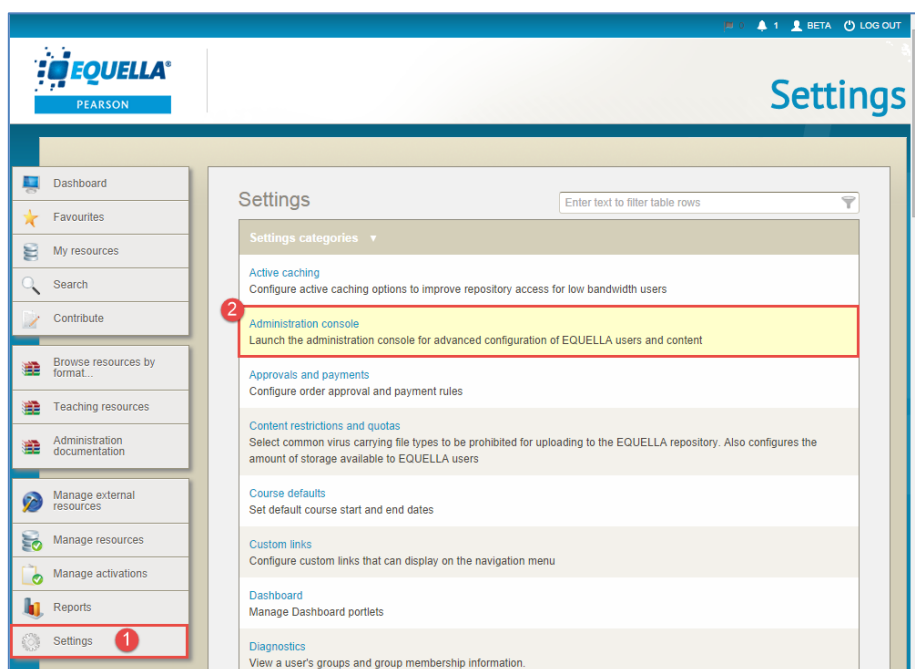 1 BETA LOG OUT
EQUELLA®
PEARSON
Settings
Dashboard
Favourites
My resources
Search
Contribute
Browse resources by
format...
Teaching resources
Administration
documentation
Manage external
resources
Manage resources
Manage activations
Reports
Settings 1
Settings
Enter text to filter table rows
Settings categories
Active caching
Configure active caching options to improve repository access for low bandwidth users
2
Administration console
Launch the administration console for advanced configuration of EQUELLA users and content
Approvals and payments
Configure order approval and payment rules
Content restrictions and quotas
Select common virus carrying file types to be prohibited for uploading to the EQUELLA repository. Also configures the
amount of storage available to EQUELLA users
Course defaults
Set default course start and end dates
Custom links
Configure custom links that can display on the navigation menu
Dashboard
Manage Dashboard portlets
Diagnostics
View a user's groups and group membership information.